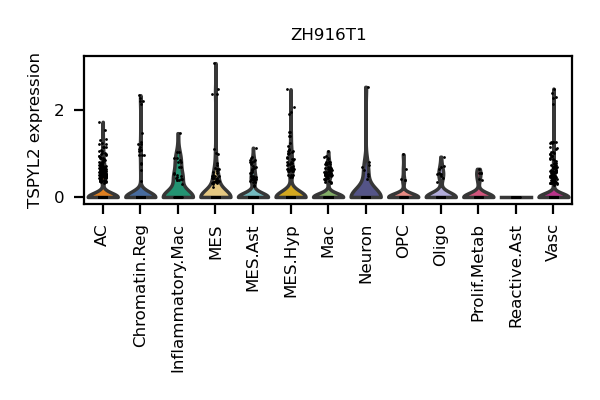 ZH916T1
TSPYL2 expression
2
0
AC
Chromatin.Reg
Inflammatory.Mac
MES
MES.Ast
MES.Hyp
Mac
Neuron
OPC
Oligo
Prolif.Metab
Reactive.Ast
Vasc